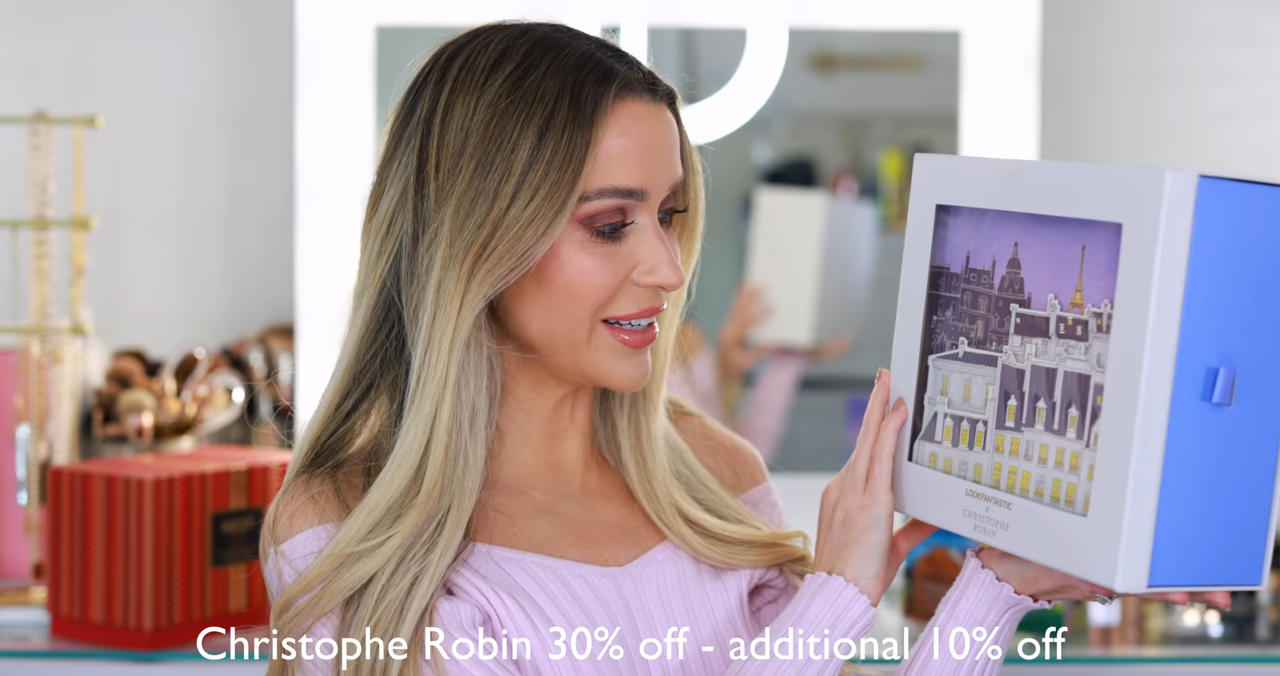 LOOKFANTASTIC
X
CHRISTOPHE
ROBIN
Christophe Robin 30% off - additional 10% off